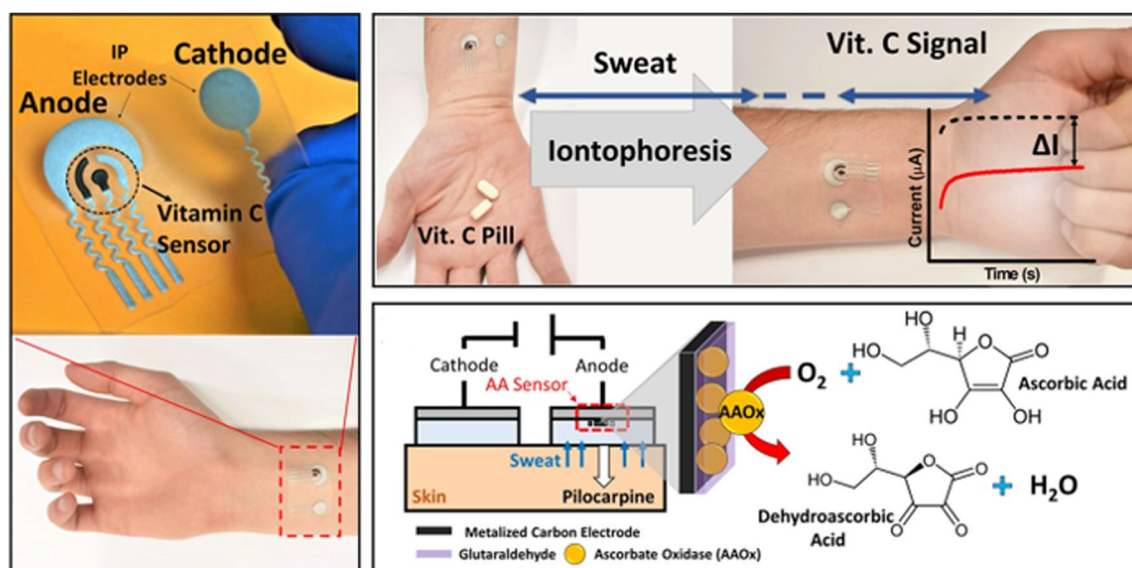 Cathode
IP
Electrodes
Anode
Vitamin C
Sensor
Sweat
Vit. C Signal
Iontophoresis
Vit. C Pill
ΔI
Current (μA)
Time (s)
Cathode
Anode
AA Sensor
Sweat
Skin
Pilocarpine
AAOx
O₂ +
HO
H
O
O
HO
HO
OH
Ascorbic Acid
HO
HO
O
O
O
O
+ H₂O
Dehydroascorbic
Acid
Metalized Carbon Electrode
Glutaraldehyde
Ascorbate Oxidase (AAOx)